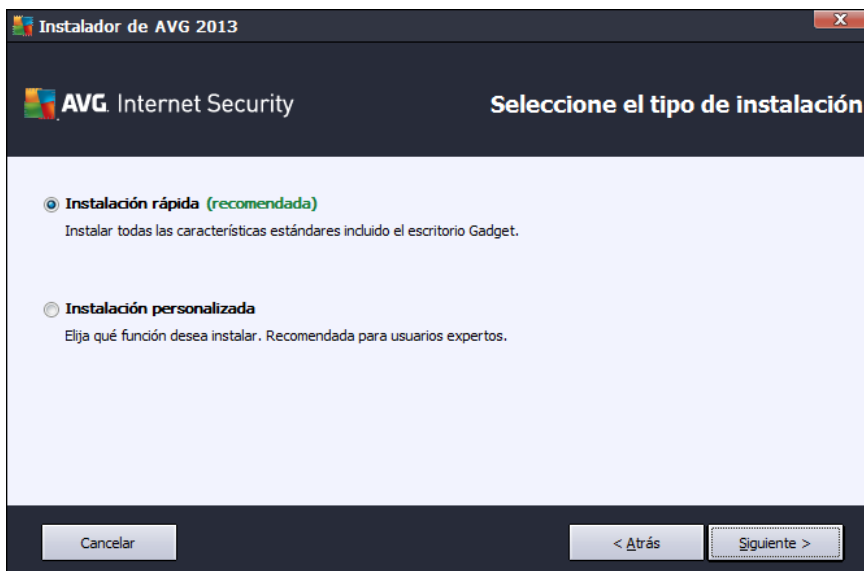 Instalador de AVG 2013
X
AVG. Internet Security
Seleccione el tipo de instalación
Instalación rápida (recomendada)
Instalar todas las características estándares incluido el escritorio Gadget.
Instalación personalizada
Elija qué función desea instalar. Recomendada para usuarios expertos.
Cancelar
< Atrás
Siguiente >